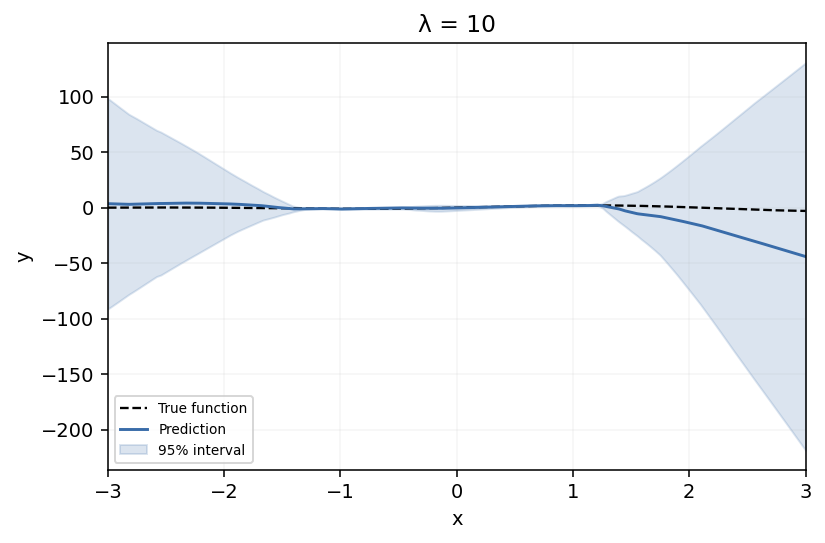 λ = 10
100
50
0
−50
−100
−150
−200
y
True function
Prediction
95% interval
−3
−2
−1
0
1
2
3
x